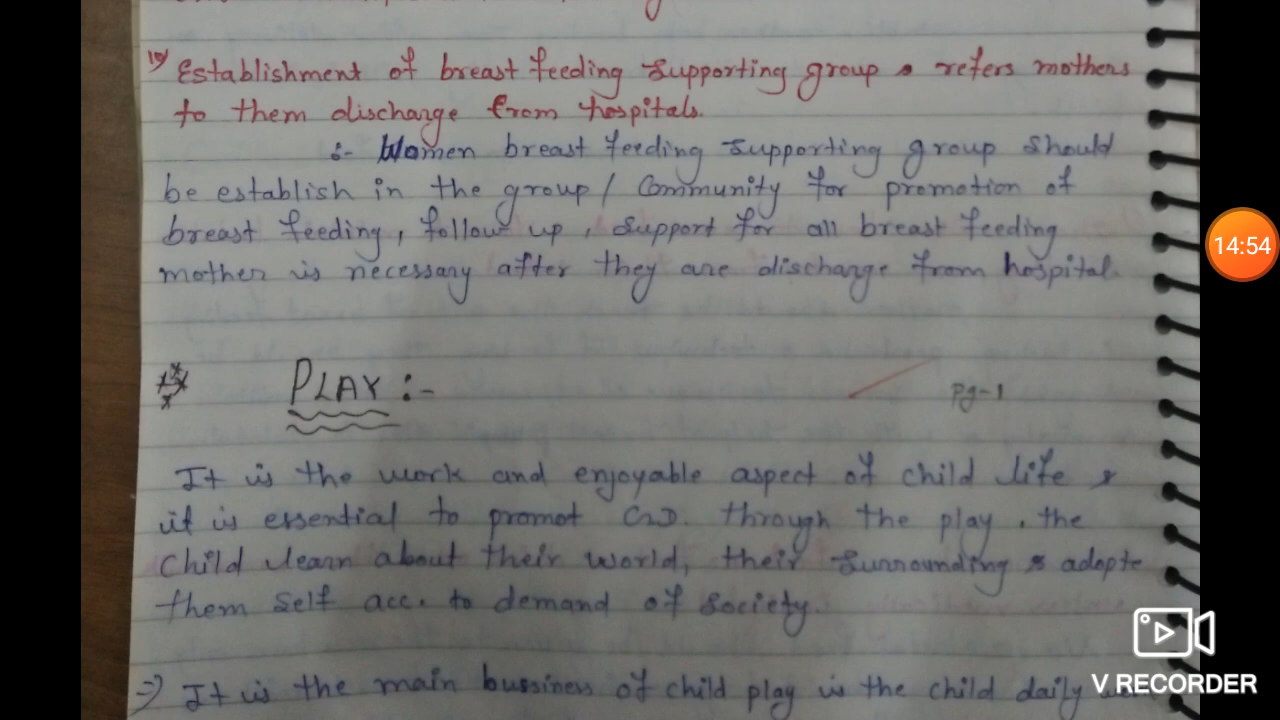 10) Establishment of breast feeding supporting group & refers mothers
to them discharge from hospitals.
:- Women breast feeding supporting group should
be establish in the group / Community for promotion of
breast feeding, follow up, support for all breast feeding
mother is necessary after they are discharge from hospital.
PLAY :-
Pg-1
It is the work and enjoyable aspect of child life &
it is essential to promot G&D. through the play, the
child learn about their world, their surrounding & adopte
them self acc. to demand of society.
=) It is the main bussiness of child play is the child daily
14:54
V.RECORDER